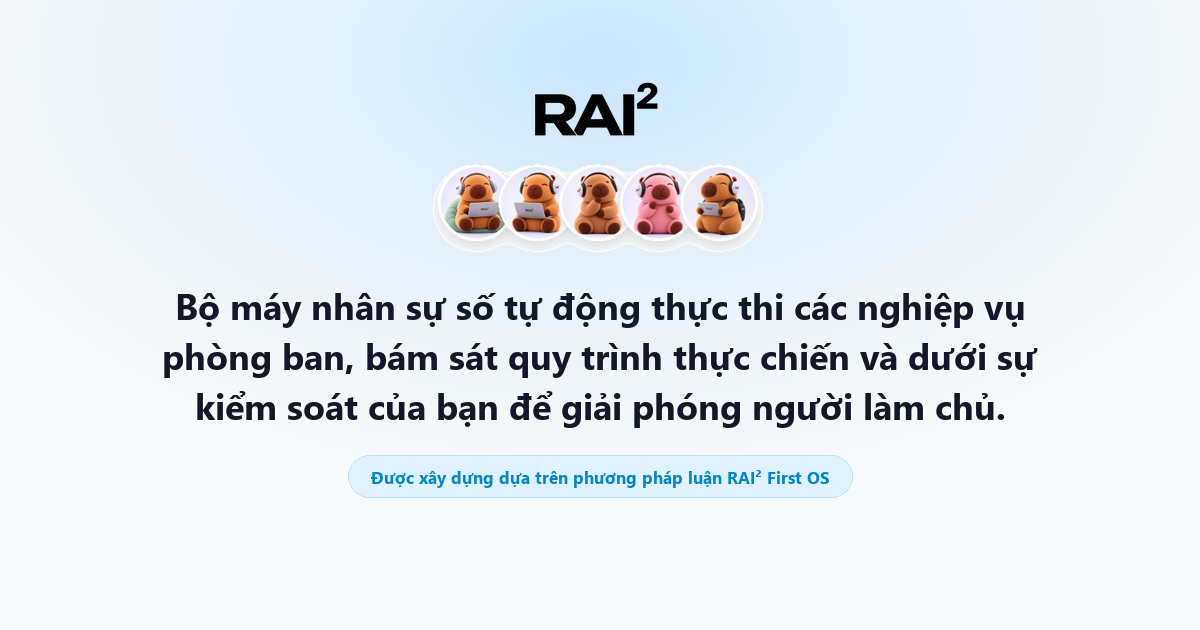 RAI²
Bộ máy nhân sự số tự động thực thi các nghiệp vụ
phòng ban, bám sát quy trình thực chiến và dưới sự
kiểm soát của bạn để giải phóng người làm chủ.
Được xây dựng dựa trên phương pháp luận RAI² First OS